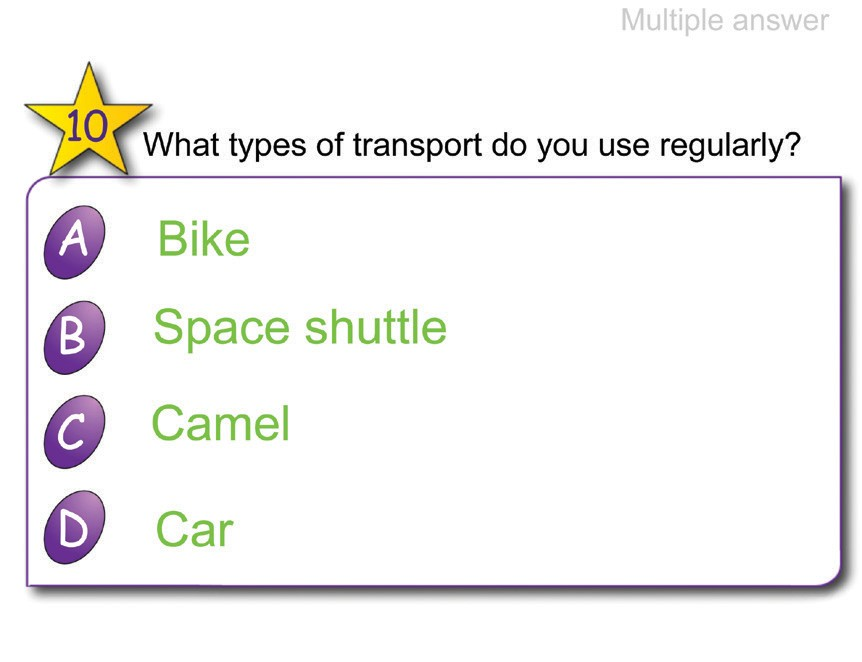 Multiple answer
10
What types of transport do you use regularly?
A Bike
B Space shuttle
C Camel
D Car